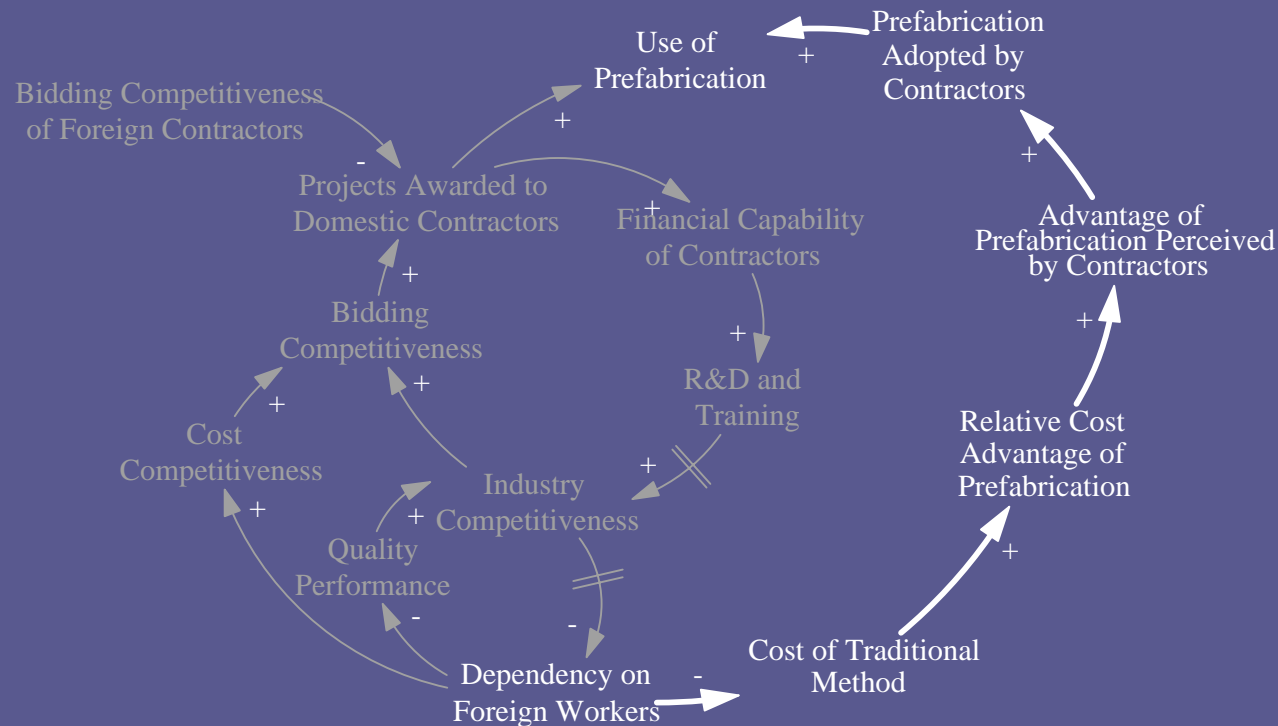 Prefabrication
Adopted by
Contractors
Use of
Prefabrication
+
Bidding Competitiveness
of Foreign Contractors
+
-
+
Projects Awarded to
Domestic Contractors
+
Financial Capability
of Contractors
Advantage of
Prefabrication Perceived
by Contractors
+
Bidding
Competitiveness
+
+
R&D and
Training
+
+
Cost
Competitiveness
Relative Cost
Advantage of
Prefabrication
+
Industry
Competitiveness
+
+
Quality
Performance
+
-
-
Dependency on
Foreign Workers
-
Cost of Traditional
Method